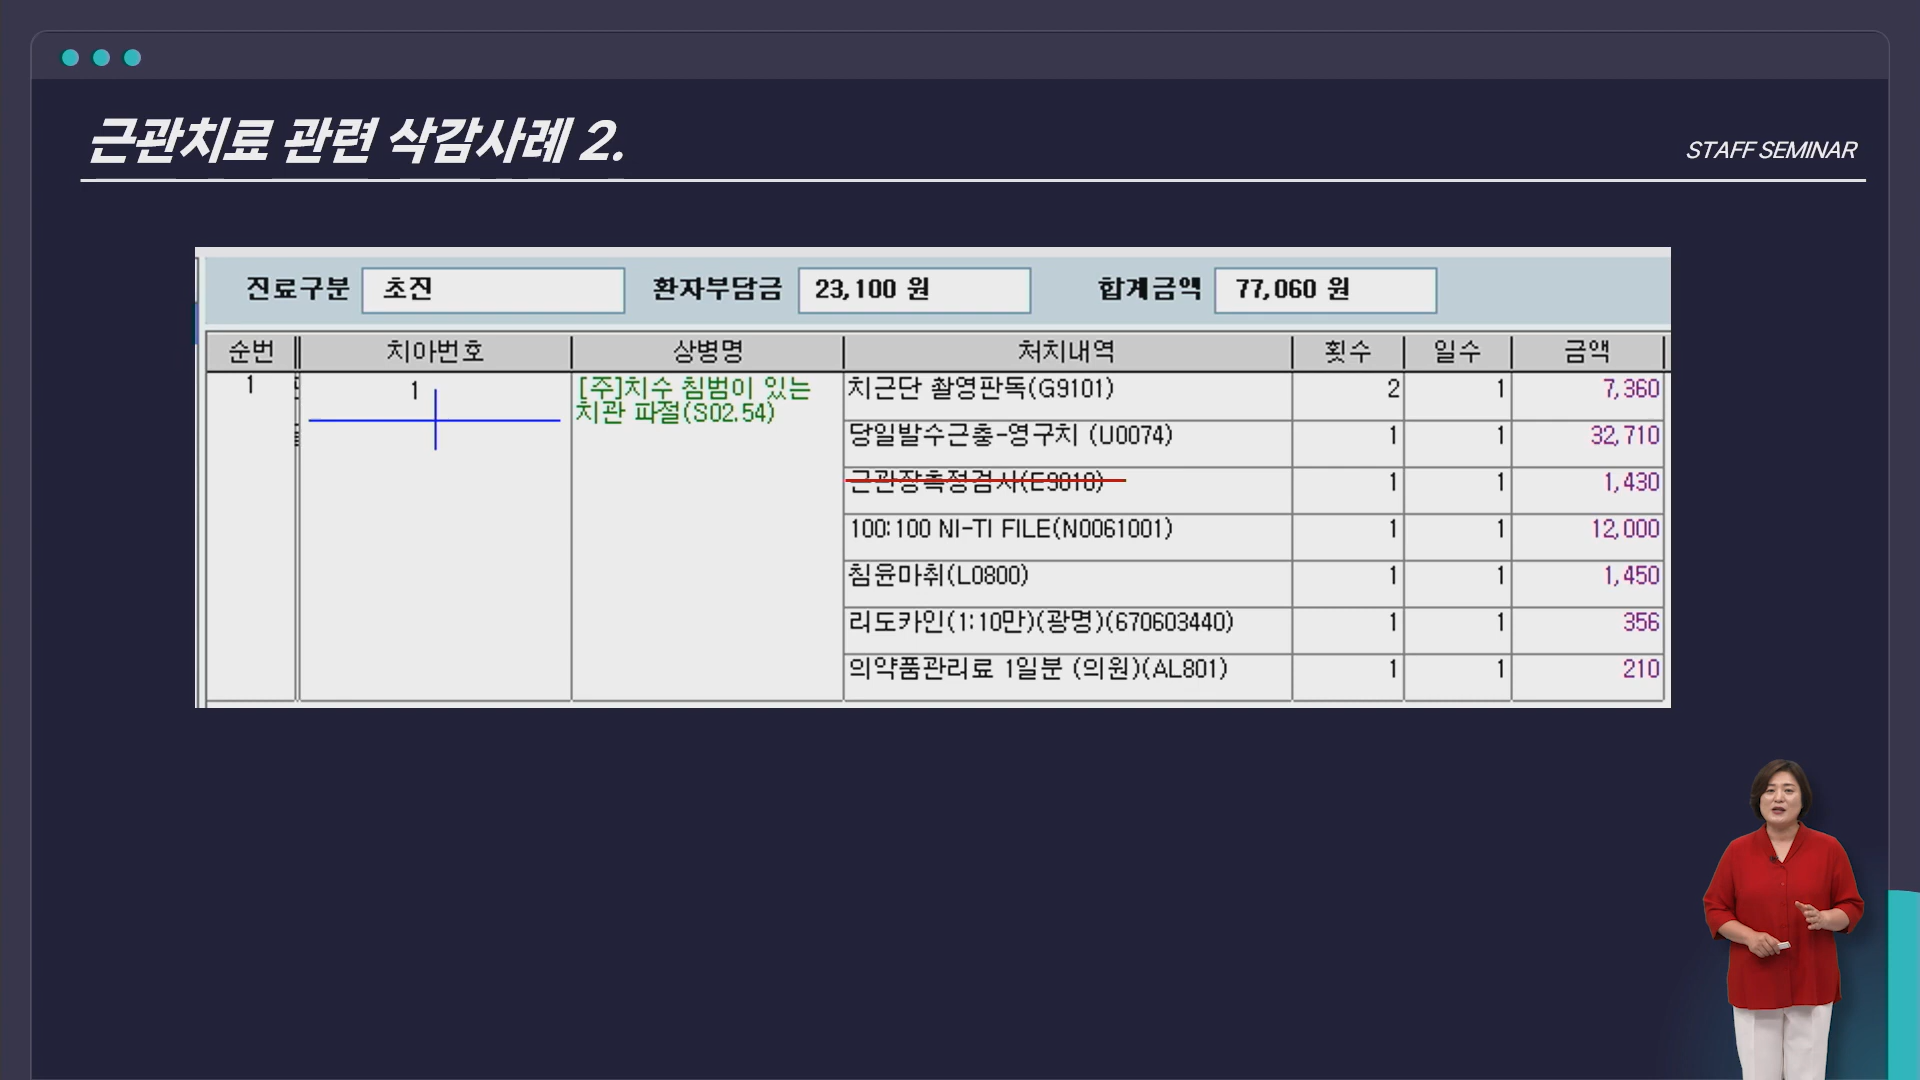 근관치료 관련 삭감사례 2.
STAFF SEMINAR
진료구분 초진 환자부담금 23,100 원 합계금액 77,060 원
순번 치아번호 상병명 처치내역 횟수 일수 금액
1 1 [주]치수 침범이 있는 치근단 촬영판독(G9101) 2 1 7,360
치관 파절(S02.54)
당일발수근충-영구치 (U0074) 1 1 32,710
근관장측정검사(E9010) 1 1 1,430
100:100 NI-TI FILE(N0061001) 1 1 12,000
침윤마취(L0800) 1 1 1,450
리도카인(1:10만)(광명)(670603440) 1 1 356
의약품관리료 1일분 (의원)(AL801) 1 1 210